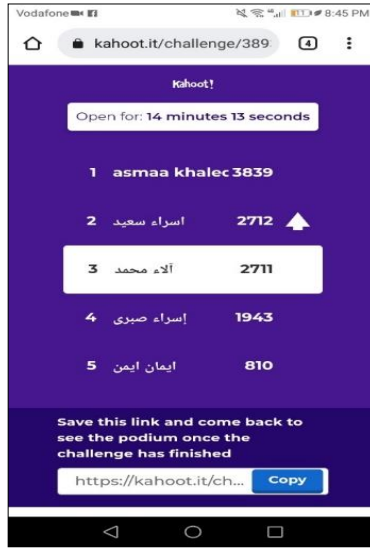 Vodafone 8:45 PM
kahoot.it/challenge/389 4
Kahoot!
Open for: 14 minutes 13 seconds
1 asmaa khalec 3839
2 اسراء سعيد 2712
3 آلاء محمد 2711
4 إسراء صبرى 1943
5 ايمان ايمن 810
Save this link and come back to
see the podium once the
challenge has finished
https://kahoot.it/ch... Copy